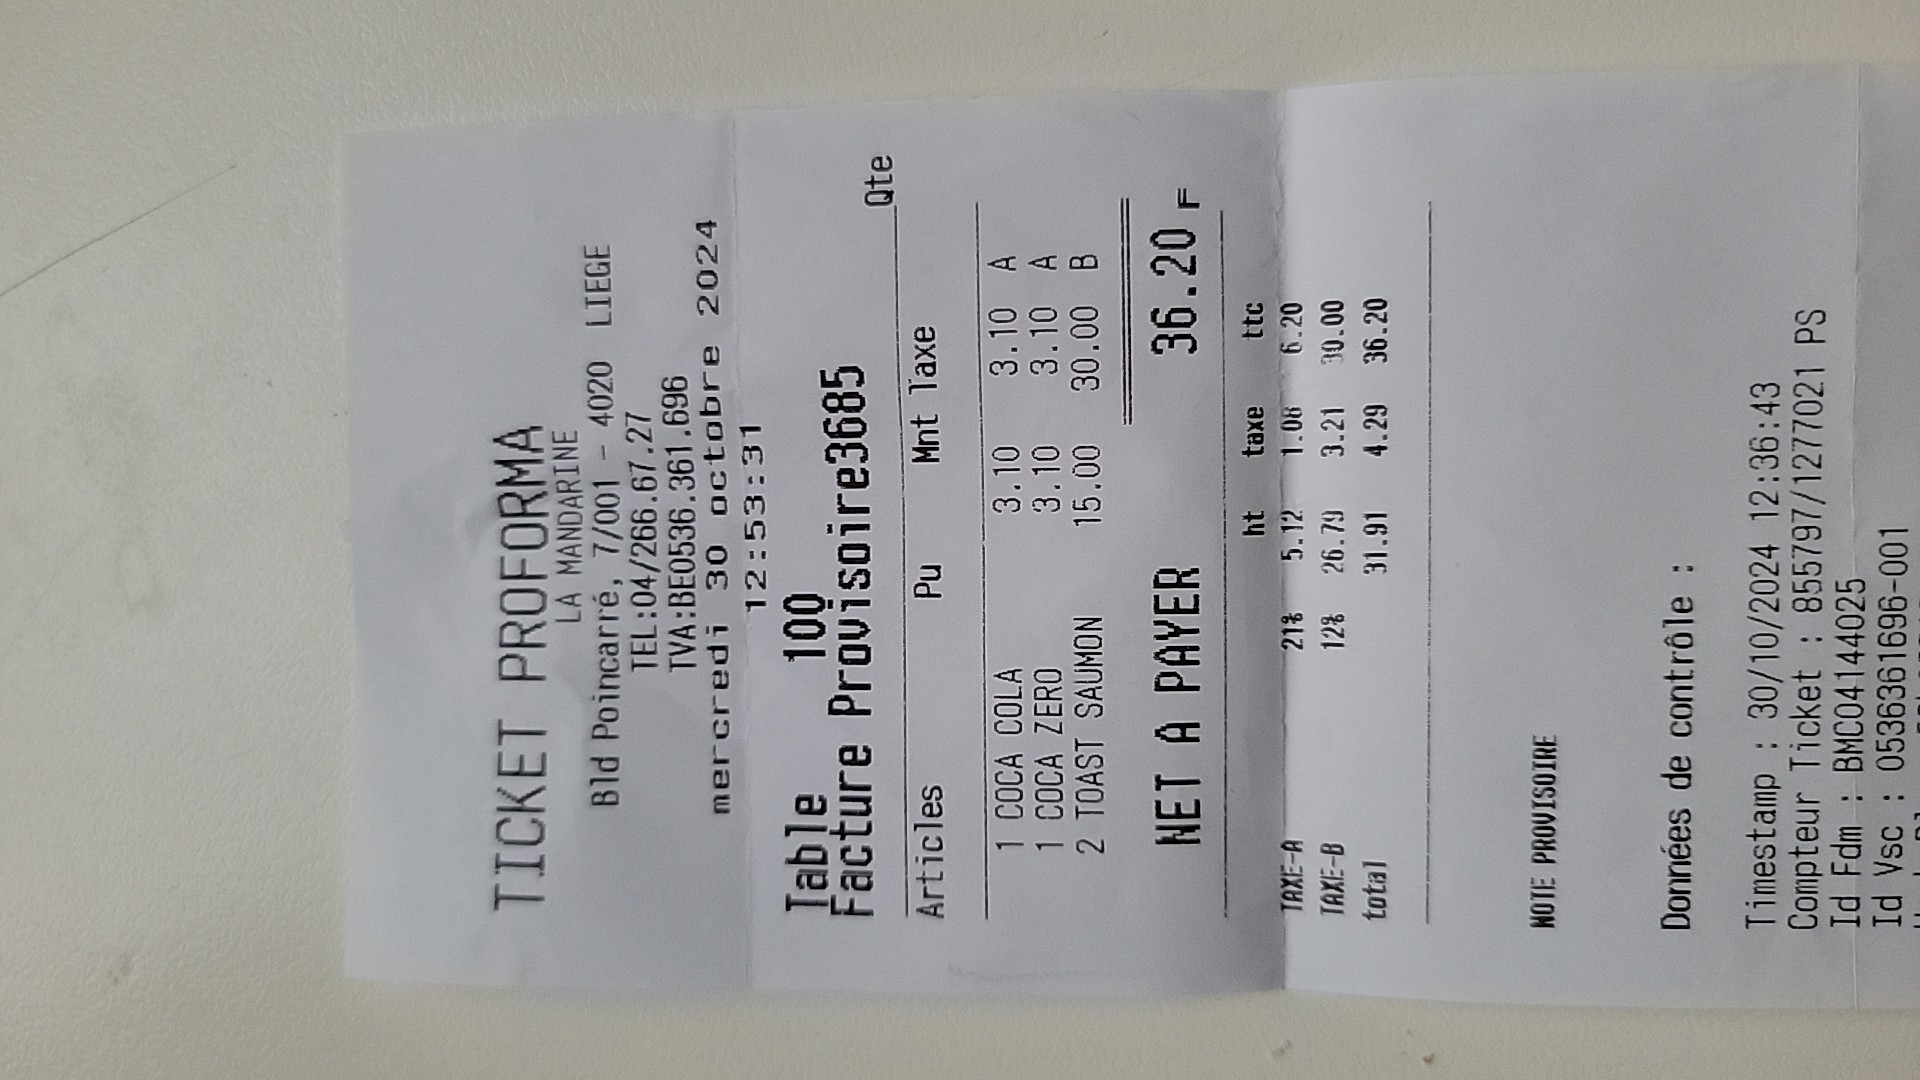 TICKET PROFORMA
LA MANDARINE
Bld Poincarré, 7/001 - 4020 LIEGE
TEL:04/266.67.27
TVA:BE0536.361.696
mercredi 30 octobre 2024
12:53:31
Table 100
Facture Provisoire3685
Qte
Articles Pu Mnt Taxe
1 COCA COLA 3.10 3.10 A
1 COCA ZERO 3.10 3.10 A
2 TOAST SAUMON 15.00 30.00 B
NET A PAYER 36.20 F
ht taxe ttc
TAXE-A 21% 5.12 1.08 6.20
TAXE-B 12% 26.79 3.21 30.00
total 31.91 4.29 36.20
NOTE PROVISOIRE
Données de contrôle :
Timestamp : 30/10/2024 12:36:43
Compteur Ticket : 855797/1277021 PS
Id Fdm : BMC04144025
Id Vsc : 0536361696-001